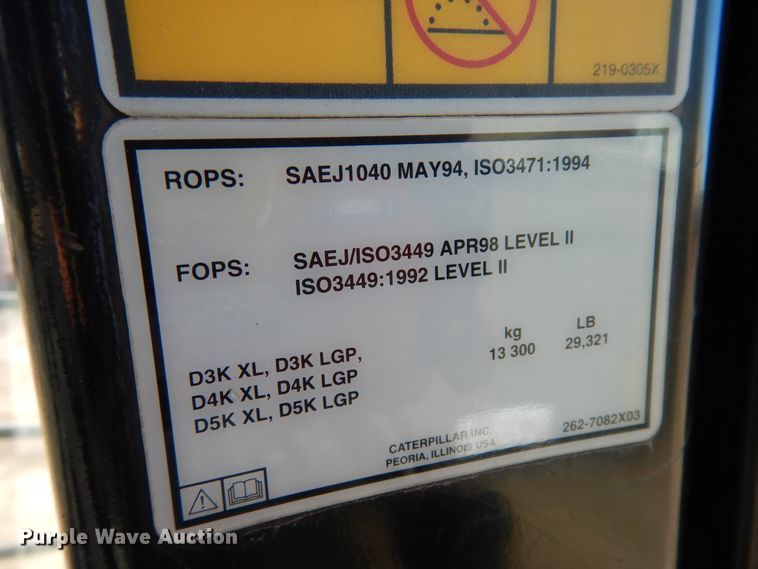 219-0305X
ROPS: SAEJ1040 MAY94, ISO3471:1994
FOPS: SAEJ/ISO3449 APR98 LEVEL II
ISO3449:1992 LEVEL II
kg LB
D3K XL, D3K LGP, 13 300 29,321
D4K XL, D4K LGP
D5K XL, D5K LGP
CATERPILLAR INC. 262-7082X03
PEORIA, ILLINOIS USA
Purple Wave Auction